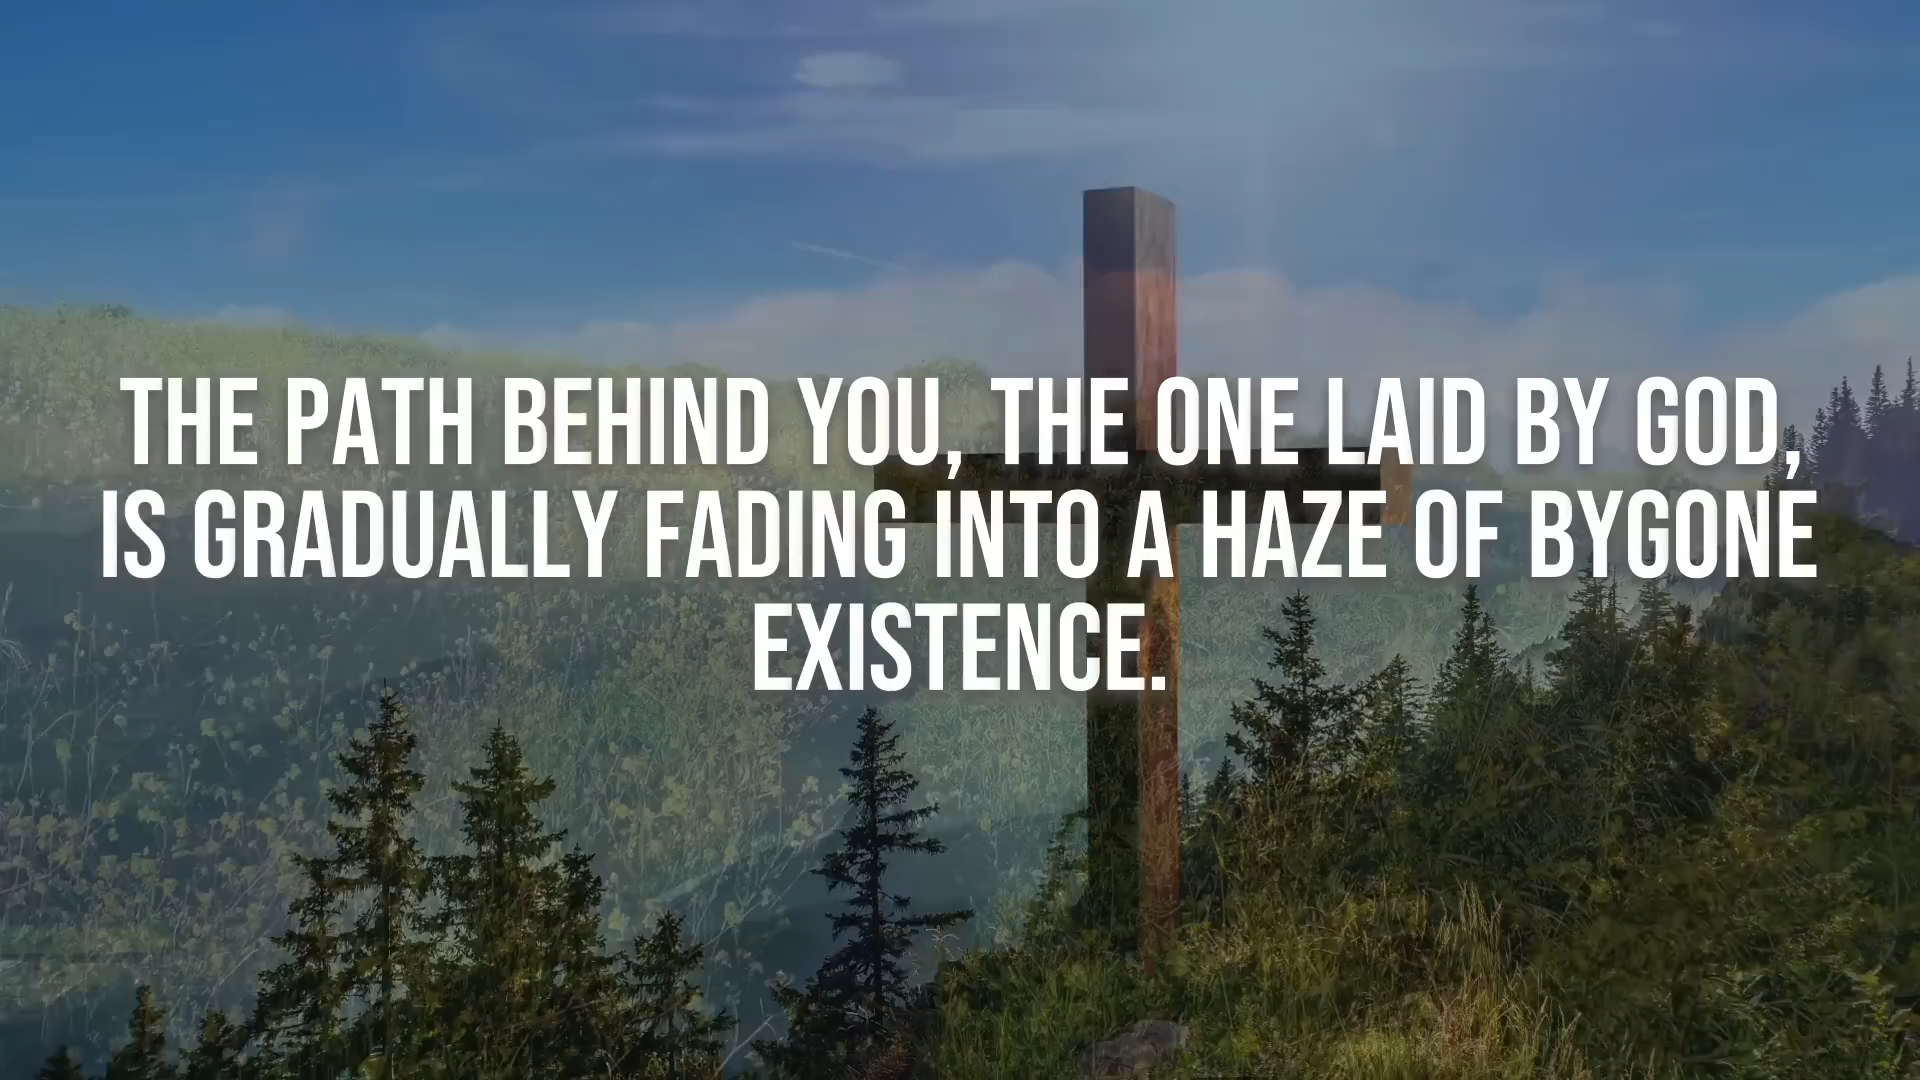 THE PATH BEHIND YOU, THE ONE LAID BY GOD,
IS GRADUALLY FADING INTO A HAZE OF BYGONE
EXISTENCE.